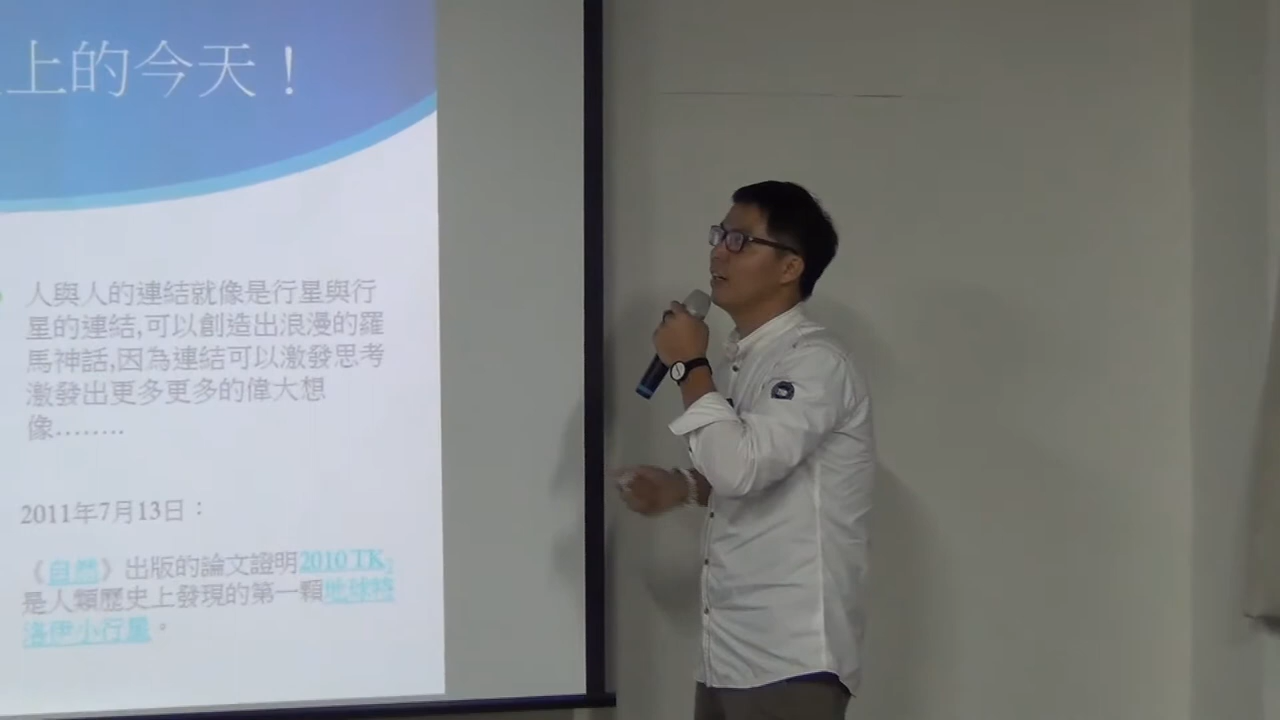 上的今天！
人與人的連結就像是行星與行
星的連結,可以創造出浪漫的羅
馬神話,因為連結可以激發思考
激發出更多更多的偉大想
像........
2011年7月13日：
《自然》出版的論文證明2010 TK7
是人類歷史上發現的第一顆地球特
洛伊小行星。